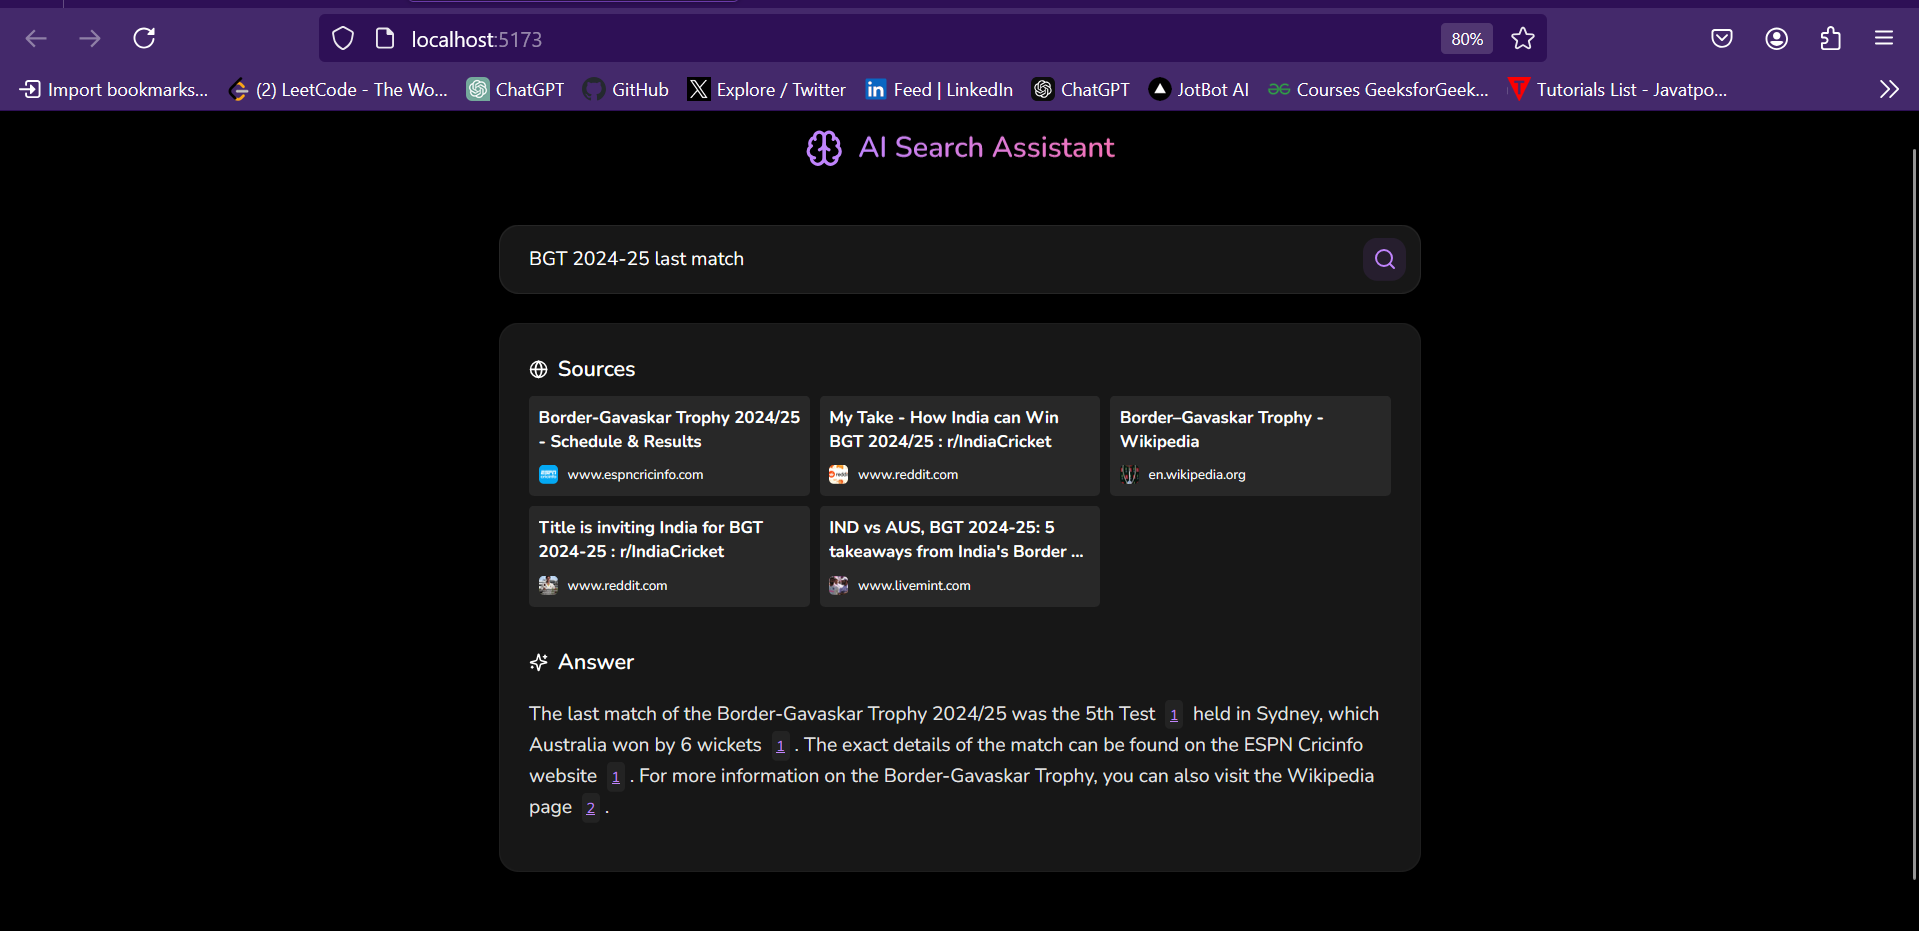 localhost:5173
80%
Import bookmarks...
(2) LeetCode - The Wo...
ChatGPT
GitHub
Explore / Twitter
Feed | LinkedIn
ChatGPT
JotBot AI
Courses GeeksforGeek...
Tutorials List - Javatpo...
AI Search Assistant
BGT 2024-25 last match
Sources
Border-Gavaskar Trophy 2024/25
- Schedule & Results
www.espncricinfo.com
My Take - How India can Win
BGT 2024/25 : r/IndiaCricket
www.reddit.com
Border–Gavaskar Trophy -
Wikipedia
en.wikipedia.org
Title is inviting India for BGT
2024-25 : r/IndiaCricket
www.reddit.com
IND vs AUS, BGT 2024-25: 5
takeaways from India's Border ...
www.livemint.com
Answer
The last match of the Border-Gavaskar Trophy 2024/25 was the 5th Test 1 held in Sydney, which
Australia won by 6 wickets 1 . The exact details of the match can be found on the ESPN Cricinfo
website 1 . For more information on the Border-Gavaskar Trophy, you can also visit the Wikipedia
page 2 .